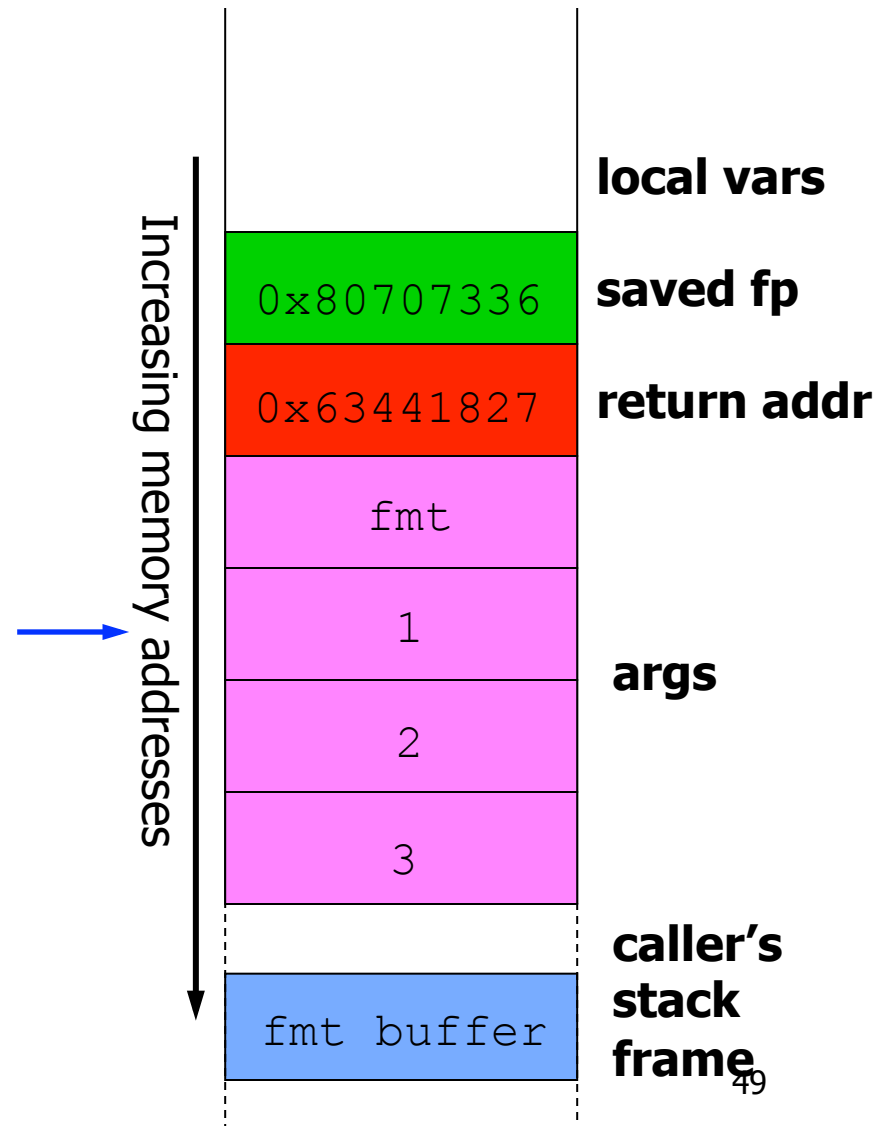 local vars
Increasing memory addresses
0x80707336
saved fp
0x63441827
return addr
fmt
1
args
2
3
caller’s
stack
fmt buffer
frame
49